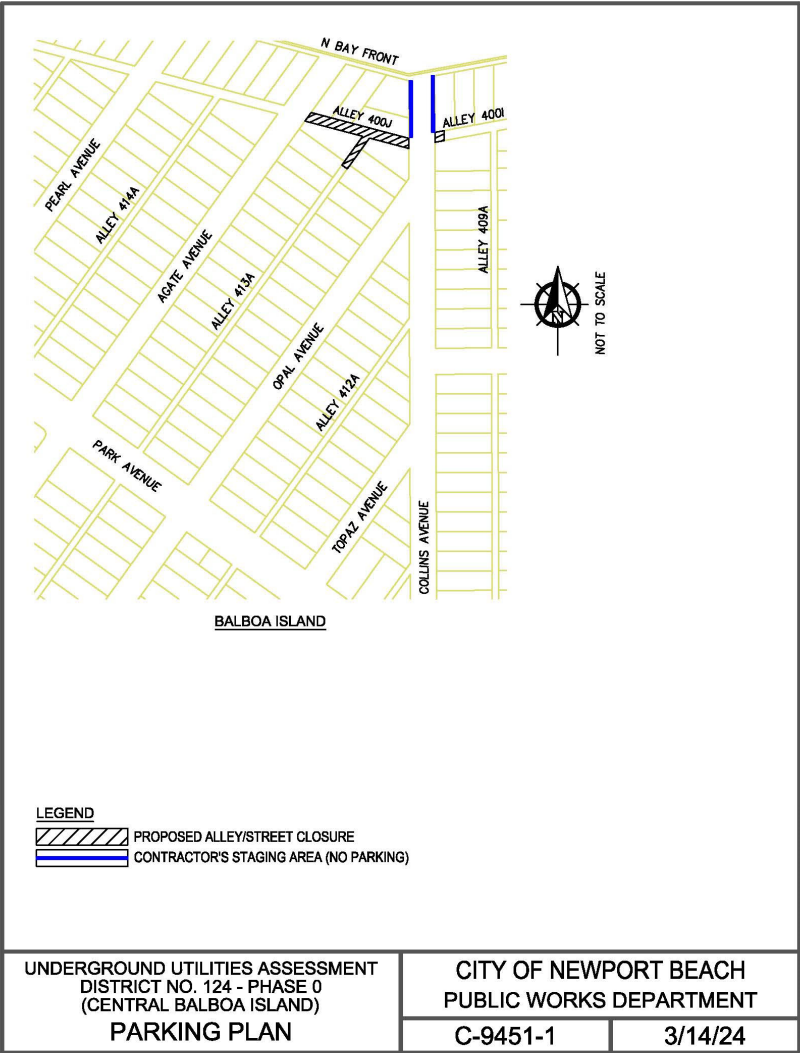 N BAY FRONT
ALLEY 400J
ALLEY 400I
PEARL AVENUE
ALLEY 414A
AGATE AVENUE
ALLEY 413A
ALLEY 409A
OPAL AVENUE
ALLEY 412A
N
NOT TO SCALE
PARK AVENUE
TOPAZ AVENUE
COLLINS AVENUE
BALBOA ISLAND
LEGEND
PROPOSED ALLEY/STREET CLOSURE
CONTRACTOR'S STAGING AREA (NO PARKING)
UNDERGROUND UTILITIES ASSESSMENT
DISTRICT NO. 124 - PHASE 0
(CENTRAL BALBOA ISLAND)
PARKING PLAN
CITY OF NEWPORT BEACH
PUBLIC WORKS DEPARTMENT
C-9451-1
3/14/24